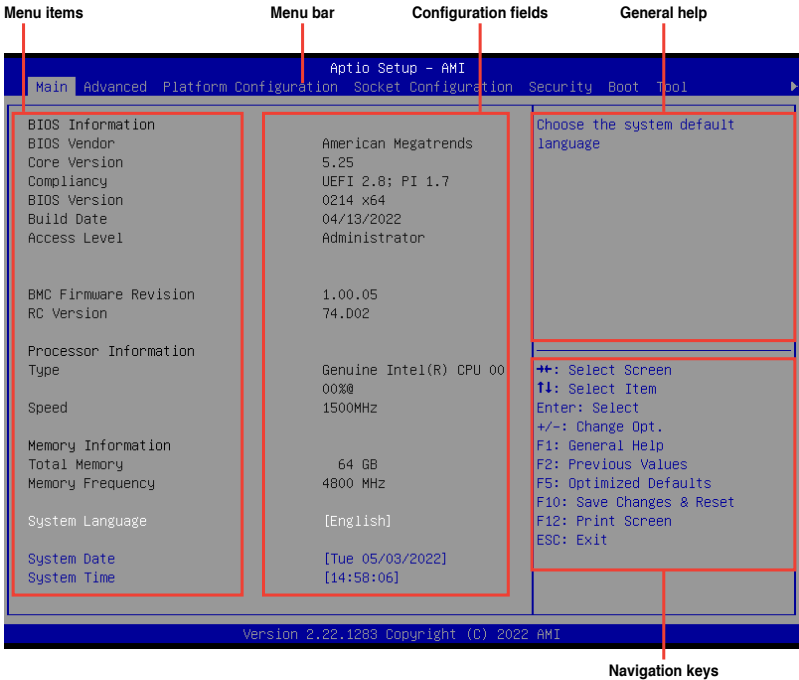 Menu items Menu bar Configuration fields General help
Aptio Setup – AMI
Main Advanced Platform Configuration Socket Configuration Security Boot Tool
BIOS Information
BIOS Vendor American Megatrends
Core Version 5.25
Compliancy UEFI 2.8; PI 1.7
BIOS Version 0214 x64
Build Date 04/13/2022
Access Level Administrator
BMC Firmware Revision 1.00.05
RC Version 74.D02
Processor Information
Type Genuine Intel(R) CPU 00
00%@
Speed 1500MHz
Memory Information
Total Memory 64 GB
Memory Frequency 4800 MHz
System Language [English]
System Date [Tue 05/03/2022]
System Time [14:58:06]
Choose the system default
language
→←: Select Screen
↑↓: Select Item
Enter: Select
+/-: Change Opt.
F1: General Help
F2: Previous Values
F5: Optimized Defaults
F10: Save Changes & Reset
F12: Print Screen
ESC: Exit
Version 2.22.1283 Copyright (C) 2022 AMI
Navigation keys